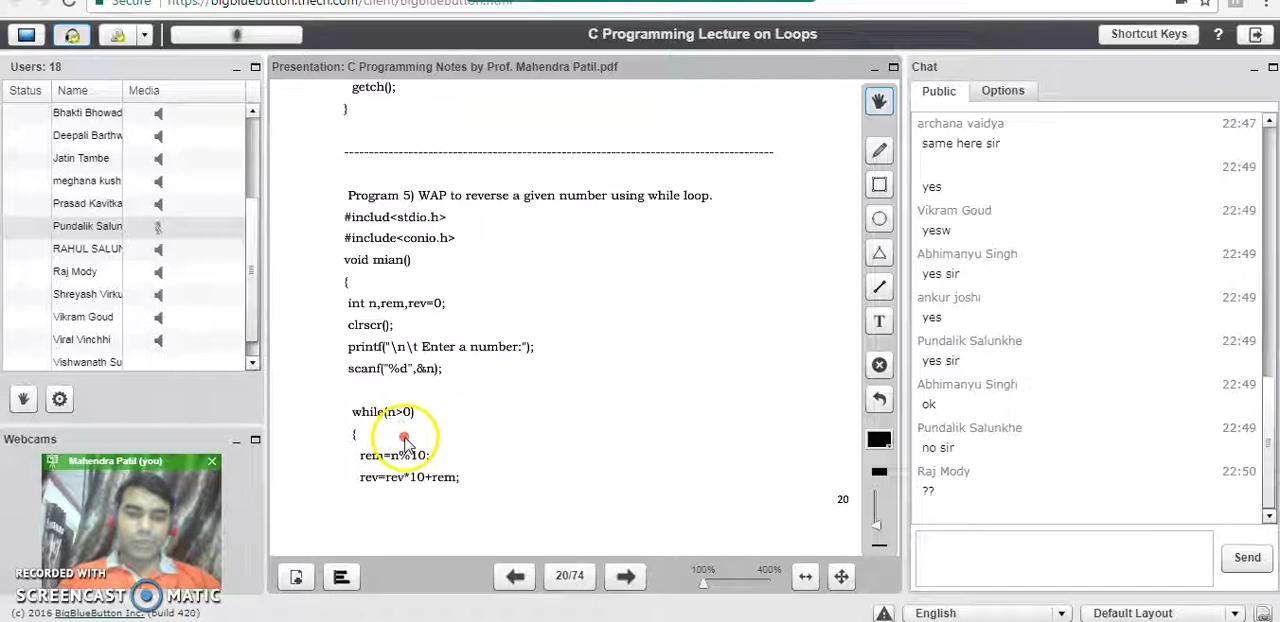 Secure
https://bigbluebutton.thech.com/client/bigbluebutton.html
C Programming Lecture on Loops
Shortcut Keys
?
Users: 18
Status Name Media
Bhakti Bhowad
Deepali Barthw
Jatin Tambe
meghana kush
Prasad Kavitka
Pundalik Salun
RAHUL SALUN
Raj Mody
Shreyash Virku
Vikram Goud
Viral Vinchhi
Vishwanath Su
Webcams
Mahendra Patil (you)
RECORDED WITH
SCREENCAST MATIC
(c) 2016 BigBlueButton Inc. (build 420)
Presentation: C Programming Notes by Prof. Mahendra Patil.pdf
getch();
}
--------------------------------------------------------------------------------------
Program 5) WAP to reverse a given number using while loop.
#includ<stdio.h>
#include<conio.h>
void mian()
{
int n,rem,rev=0;
clrscr();
printf("\n\t Enter a number:");
scanf("%d",&n);
while(n>0)
{
rem=n%10;
rev=rev*10+rem;
20
T
20/74
100% 400%
Chat
Public Options
archana vaidya 22:47
same here sir
22:49
yes
Vikram Goud 22:49
yesw
Abhimanyu Singh 22:49
yes sir
ankur joshi 22:49
yes
Pundalik Salunkhe 22:49
yes sir
Abhimanyu Singh 22:49
ok
Pundalik Salunkhe 22:49
no sir
Raj Mody 22:50
??
Send
English
Default Layout